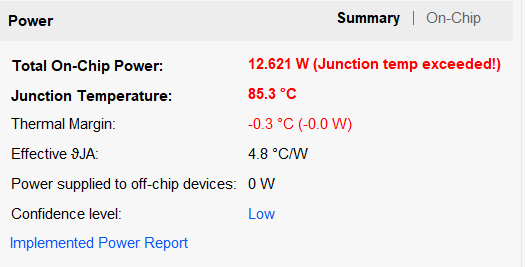 Power Summary | On-Chip
Total On-Chip Power: 12.621 W (Junction temp exceeded!)
Junction Temperature: 85.3 °C
Thermal Margin: -0.3 °C (-0.0 W)
Effective ϑJA: 4.8 °C/W
Power supplied to off-chip devices: 0 W
Confidence level: Low
Implemented Power Report